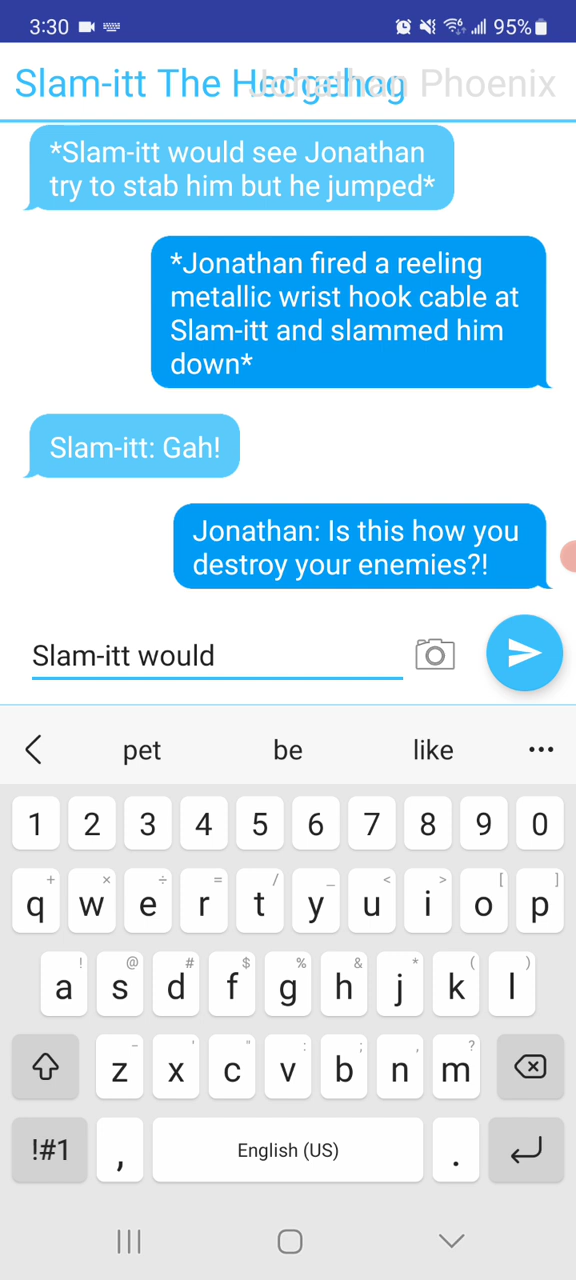 3:30 95%
Slam-itt The Hedgehog Jonathan Phoenix
*Slam-itt would see Jonathan
try to stab him but he jumped*
*Jonathan fired a reeling
metallic wrist hook cable at
Slam-itt and slammed him
down*
Slam-itt: Gah!
Jonathan: Is this how you
destroy your enemies?!
Slam-itt would
pet be like
1 2 3 4 5 6 7 8 9 0
+ × ÷ = / _ < > [ ]
q w e r t y u i o p
! @ # $ % & * ( )
a s d f g h j k l
- ' " : ; , ?
z x c v b n m
!#1 , English (US) .